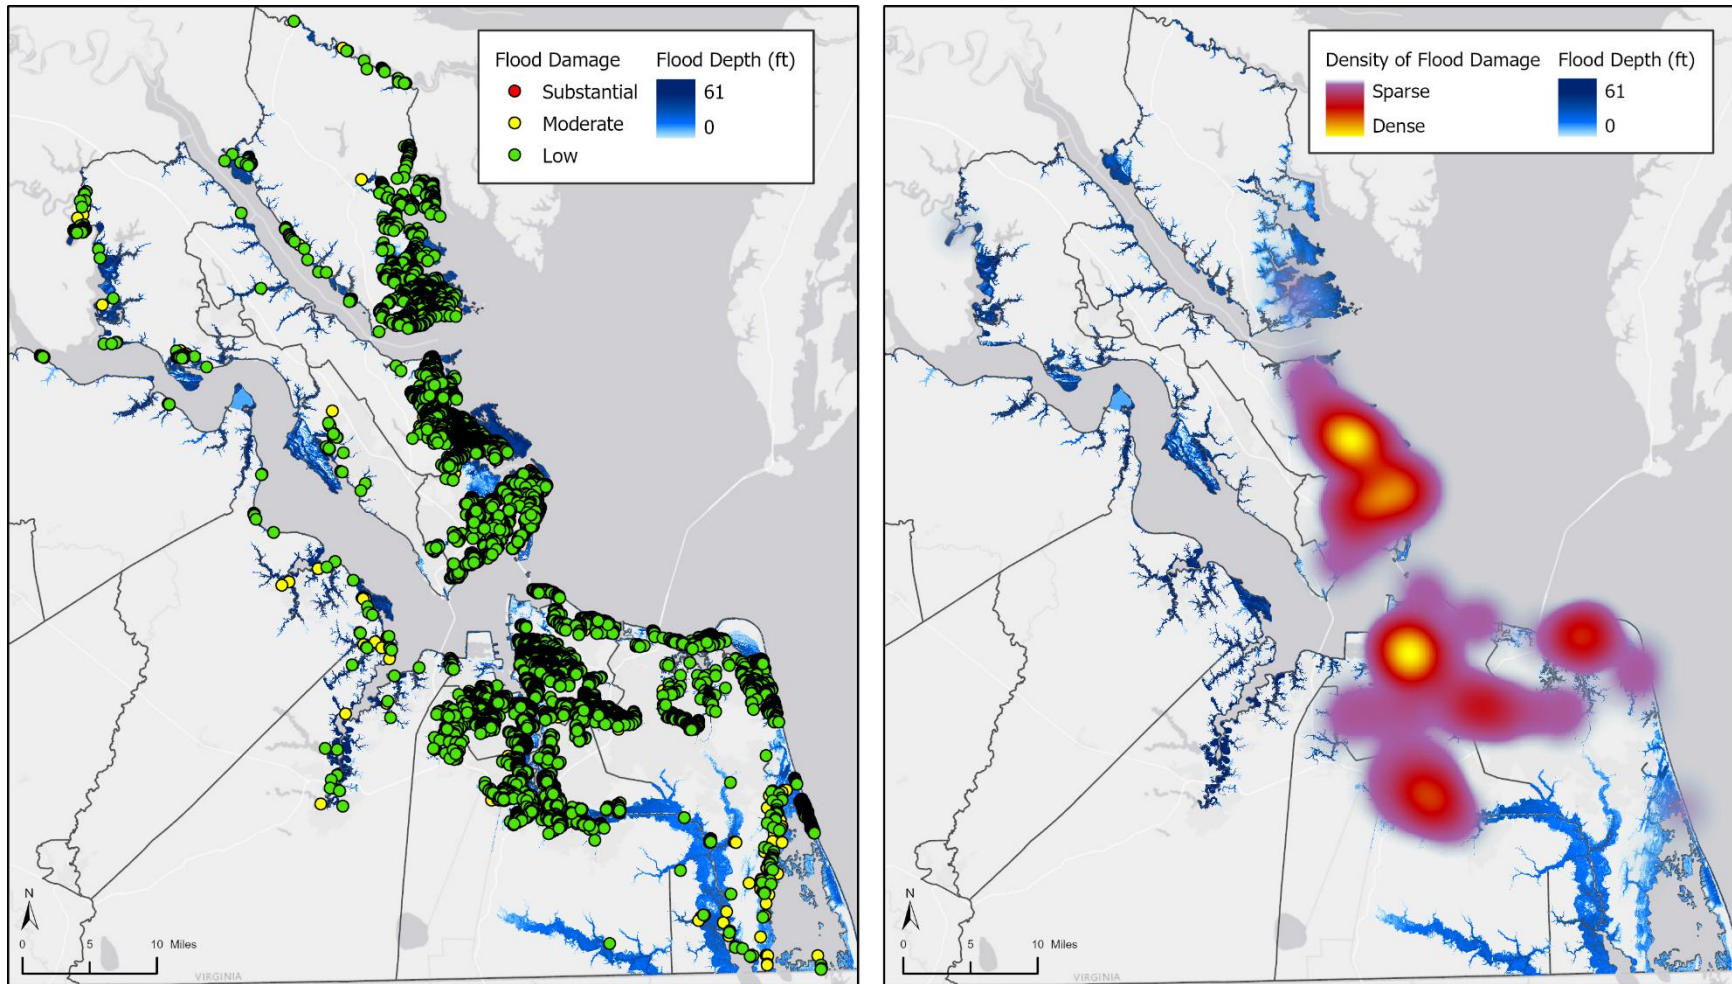 Flood Damage
Substantial
Moderate
Low
Flood Depth (ft)
61
0
N
0 5 10 Miles
VIRGINIA
Density of Flood Damage
Sparse
Dense
Flood Depth (ft)
61
0
N
0 5 10 Miles
VIRGINIA